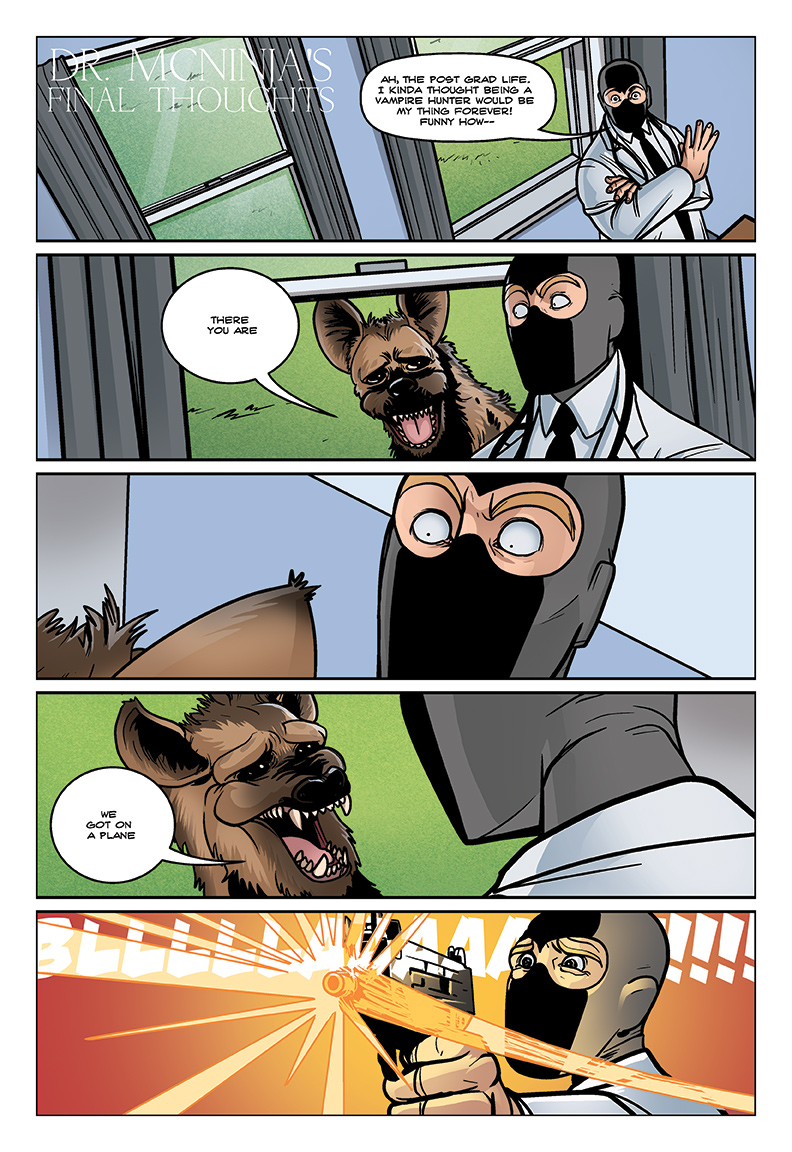 DR. MCNINJA'S
FINAL THOUGHTS
AH, THE POST GRAD LIFE.
I KINDA THOUGHT BEING A
VAMPIRE HUNTER WOULD BE
MY THING FOREVER!
FUNNY HOW--
THERE
YOU ARE
WE
GOT ON
A PLANE